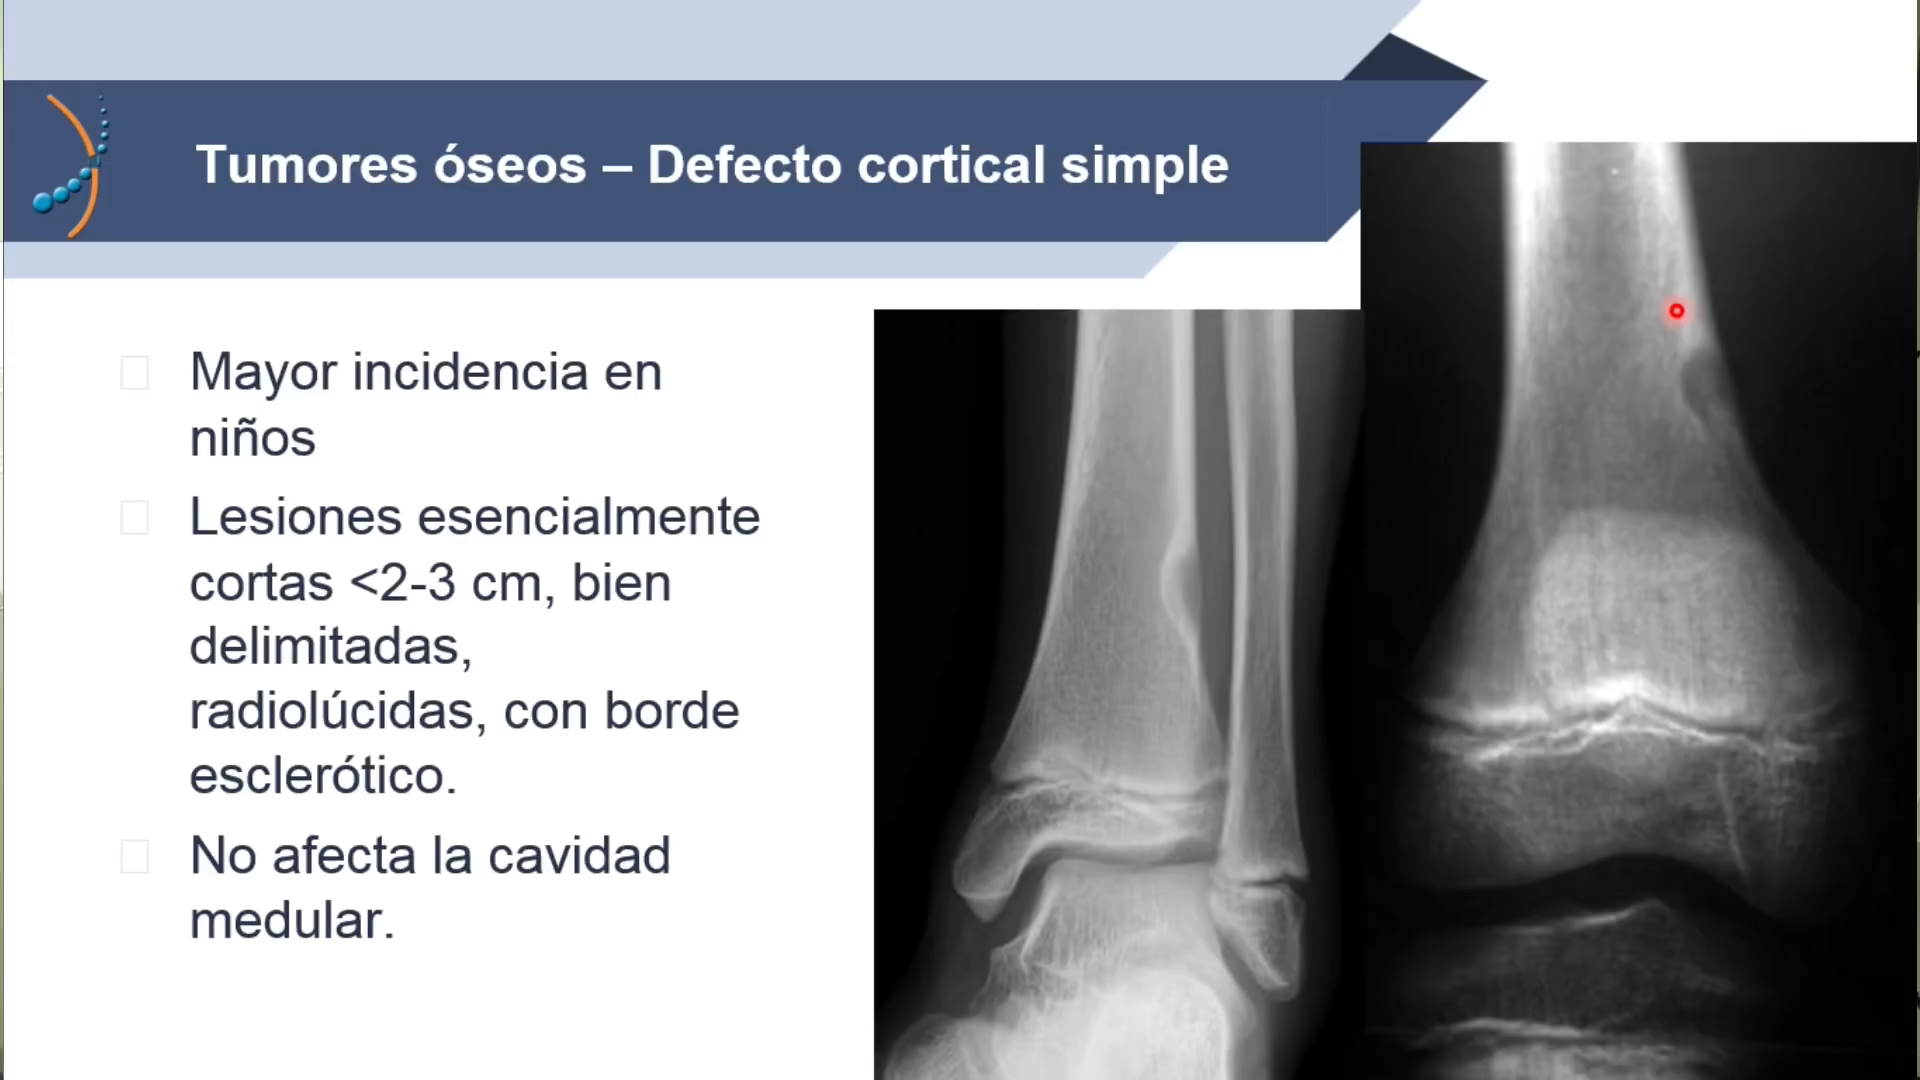 Tumores óseos – Defecto cortical simple
Mayor incidencia en
niños
Lesiones esencialmente
cortas <2-3 cm, bien
delimitadas,
radiolúcidas, con borde
esclerótico.
No afecta la cavidad
medular.